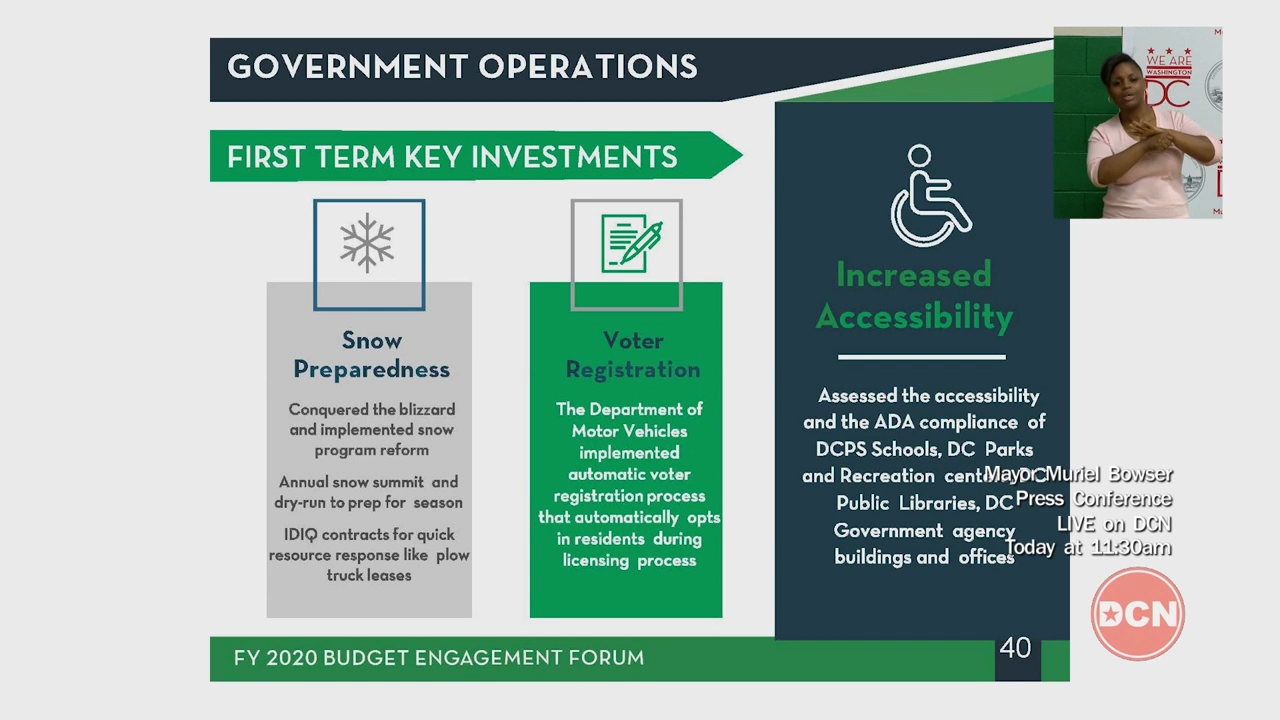 GOVERNMENT OPERATIONS
FIRST TERM KEY INVESTMENTS
Snow
Preparedness
Conquered the blizzard
and implemented snow
program reform
Annual snow summit and
dry-run to prep for season
IDIQ contracts for quick
resource response like plow
truck leases
Voter
Registration
The Department of
Motor Vehicles
implemented
automatic voter
registration process
that automatically opts
in residents during
licensing process
Increased
Accessibility
Assessed the accessibility
and the ADA compliance of
DCPS Schools, DC Parks
and Recreation centers, DC
Public Libraries, DC
Government agency
buildings and offices
FY 2020 BUDGET ENGAGEMENT FORUM
40
WE ARE
WASHINGTON
DC
Mayor Muriel Bowser
Press Conference
LIVE on DCN
Today at 11:30am
DCN